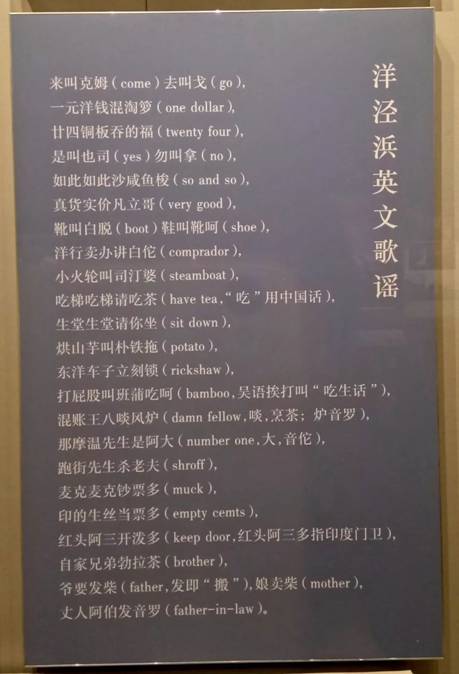 洋泾浜英文歌谣
来叫克姆（come）去叫戈（go），
一元洋钱混淘箩（one dollar），
廿四铜板吞的福（twenty four），
是叫也司（yes）勿叫拿（no），
如此如此沙咸鱼梭（so and so），
真货实价凡立哥（very good），
靴叫白脱（boot）鞋叫靴呵（shoe），
洋行卖办讲白佗（comprador），
小火轮叫司汀婆（steamboat），
吃梯吃梯请吃茶（have tea，“吃”用中国话），
生堂生堂请你坐（sit down），
烘山芋叫朴铁拖（potato），
东洋车子立刻锁（rickshaw），
打屁股叫班蒲吃呵（bamboo，吴语挨打叫“吃生话”），
混账王八啖风炉（damn fellow，啖，烹茶；炉音罗），
那摩温先生是阿大（number one，大，音佗），
跑街先生杀老夫（shroff），
麦克麦克钞票多（muck），
印的生丝当票多（empty cemts），
红头阿三开泼多（keep door，红头阿三多指印度门卫），
自家兄弟勃拉茶（brother），
爷要发柴（father，发即“搬”），娘卖柴（mother），
丈人阿伯发音罗（father-in-law）。